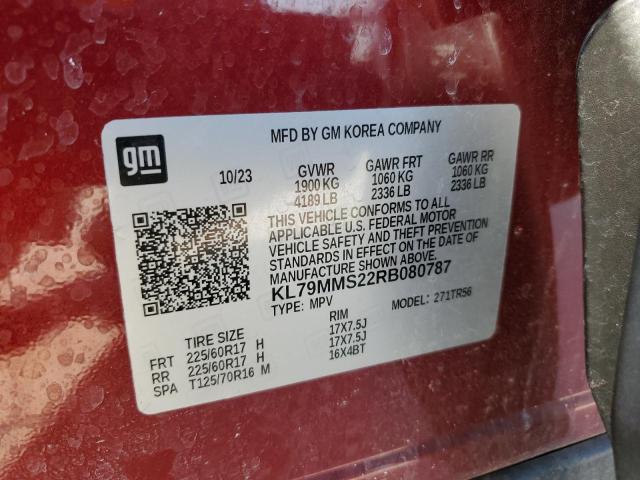 MFD BY GM KOREA COMPANY
gm
10/23 GVWR GAWR FRT GAWR RR
1900 KG 1060 KG 1060 KG
4189 LB 2336 LB 2336 LB
THIS VEHICLE CONFORMS TO ALL
APPLICABLE U.S. FEDERAL MOTOR
VEHICLE SAFETY AND THEFT PREVENTION
STANDARDS IN EFFECT ON THE DATE OF
MANUFACTURE SHOWN ABOVE.
KL79MMS22RB080787
TYPE: MPV MODEL: 271TR56
TIRE SIZE RIM
FRT 225/60R17 H 17X7.5J
RR 225/60R17 H 17X7.5J
SPA T125/70R16 M 16X4BT